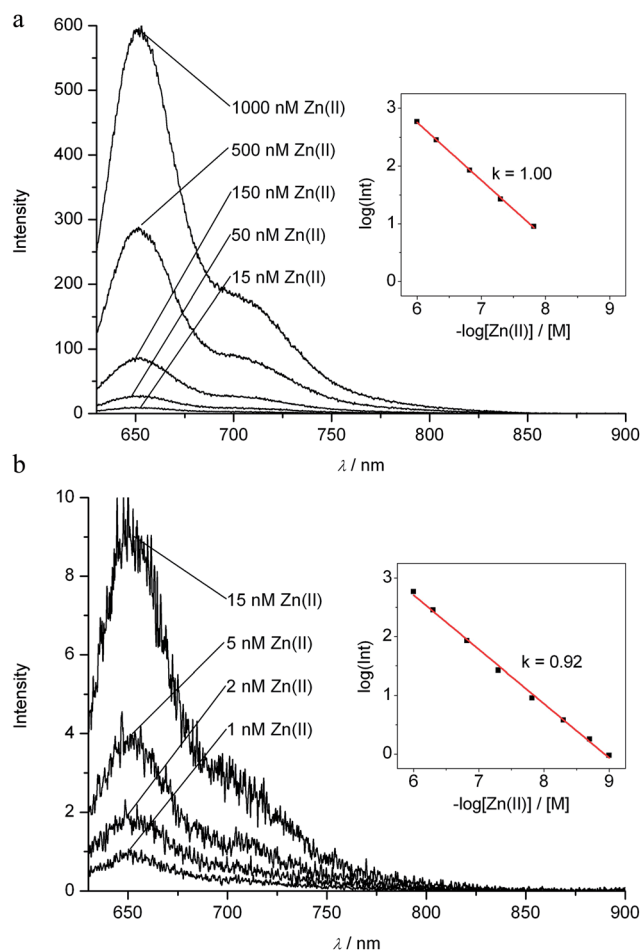 a
600
500
400
300
200
100
0
Intensity
1000 nM Zn(II)
500 nM Zn(II)
150 nM Zn(II)
50 nM Zn(II)
15 nM Zn(II)
3
2
1
0
log(Int)
k = 1.00
6 7 8 9
-log[Zn(II)] / [M]
650 700 750 800 850 900
λ / nm
b
10
8
6
4
2
0
Intensity
15 nM Zn(II)
5 nM Zn(II)
2 nM Zn(II)
1 nM Zn(II)
3
2
1
0
log(Int)
k = 0.92
6 7 8 9
-log[Zn(II)] / [M]
650 700 750 800 850 900
λ / nm